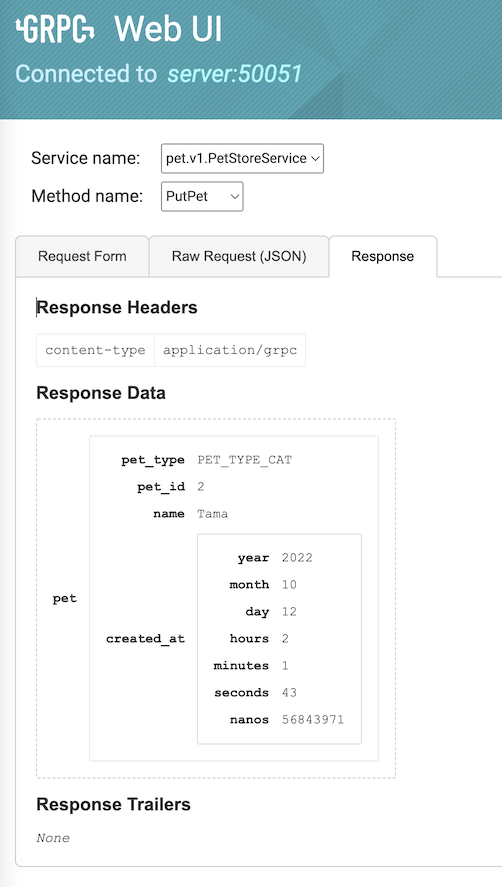 GRPC Web UI
Connected to server:50051
Service name: pet.v1.PetStoreService
Method name: PutPet
Request Form Raw Request (JSON) Response
Response Headers
content-type application/grpc
Response Data
pet_type PET_TYPE_CAT
pet_id 2
name Tama
year 2022
month 10
day 12
pet
created_at
hours 2
minutes 1
seconds 43
nanos 56843971
Response Trailers
None